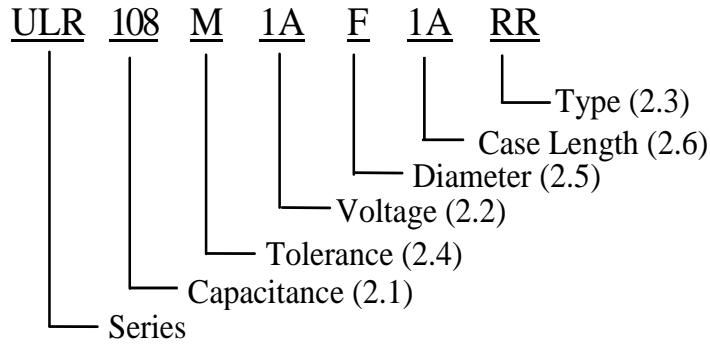 ULR 108 M 1A F 1A RR
Type (2.3)
Case Length (2.6)
Diameter (2.5)
Voltage (2.2)
Tolerance (2.4)
Capacitance (2.1)
Series